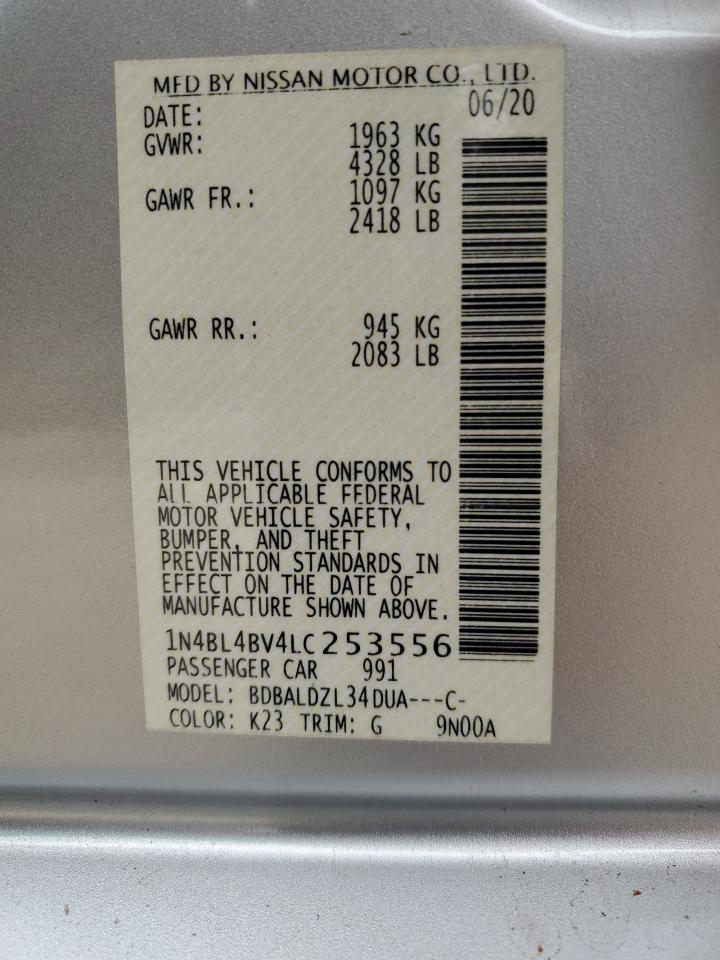 MFD BY NISSAN MOTOR CO., LTD.
DATE: 06/20
GVWR: 1963 KG
4328 LB
GAWR FR.: 1097 KG
2418 LB
GAWR RR.: 945 KG
2083 LB
THIS VEHICLE CONFORMS TO
ALL APPLICABLE FEDERAL
MOTOR VEHICLE SAFETY,
BUMPER, AND THEFT
PREVENTION STANDARDS IN
EFFECT ON THE DATE OF
MANUFACTURE SHOWN ABOVE.
1N4BL4BV4LC253556
PASSENGER CAR 991
MODEL: BDBALDZL34DUA---C-
COLOR: K23 TRIM: G 9N00A